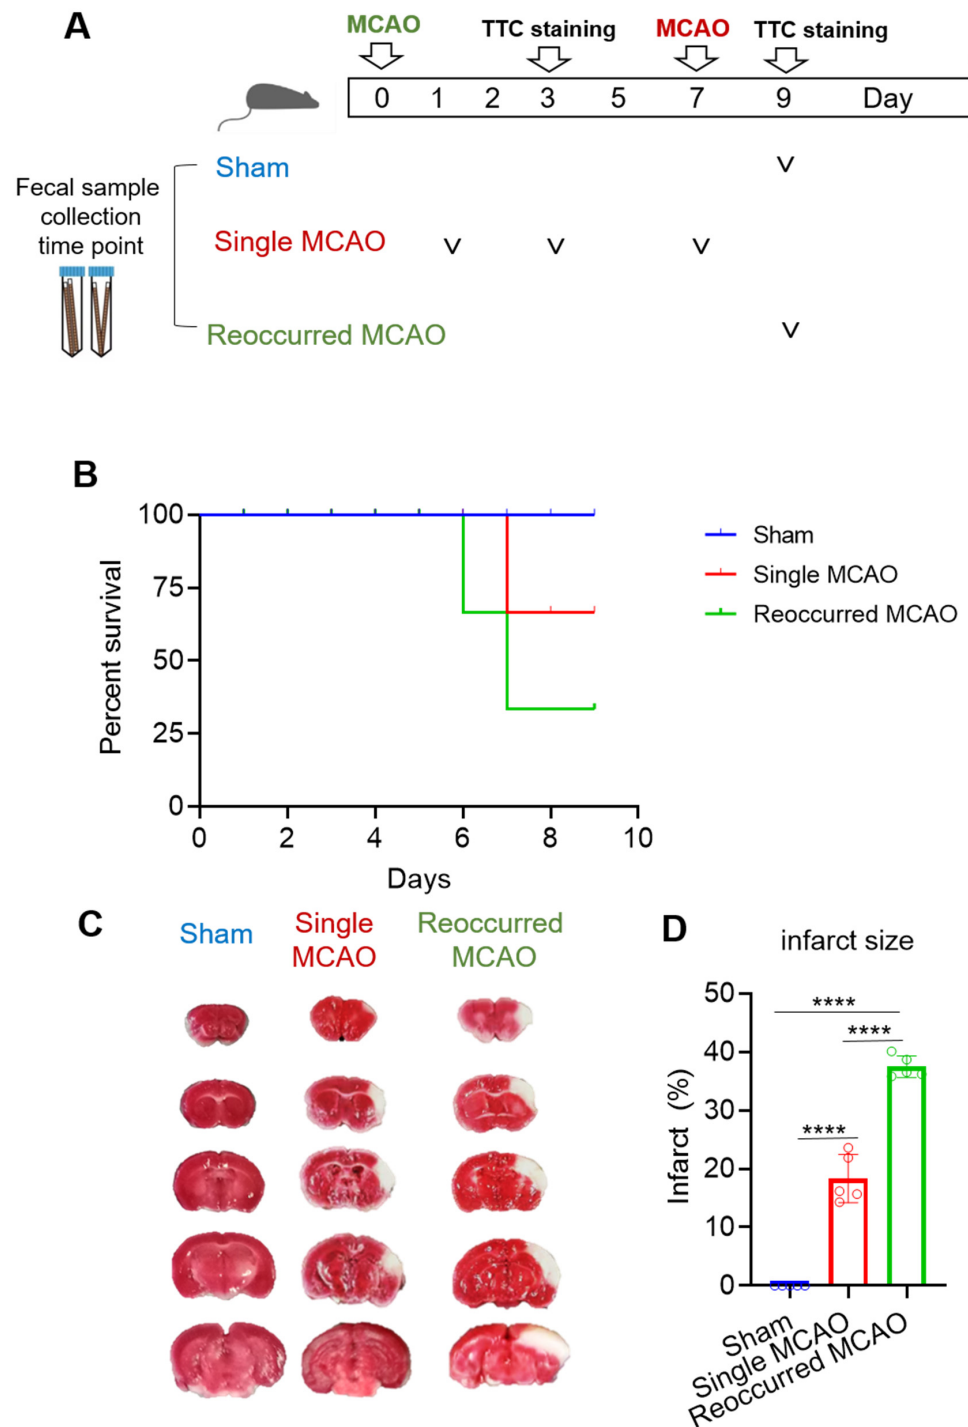 A
MCAO
TTC staining
MCAO
TTC staining
0 1 2 3 5 7 9 Day
Fecal sample
collection
time point
Sham
v
Single MCAO
v v v
Reoccurred MCAO
v
B
Percent survival
100
75
50
25
0
0 2 4 6 8 10
Days
Sham
Single MCAO
Reoccurred MCAO
C
Sham
Single
MCAO
Reoccurred
MCAO
D
infarct size
Infarct (%)
50
40
30
20
10
0
****
****
****
Sham
Single MCAO
Reoccurred MCAO